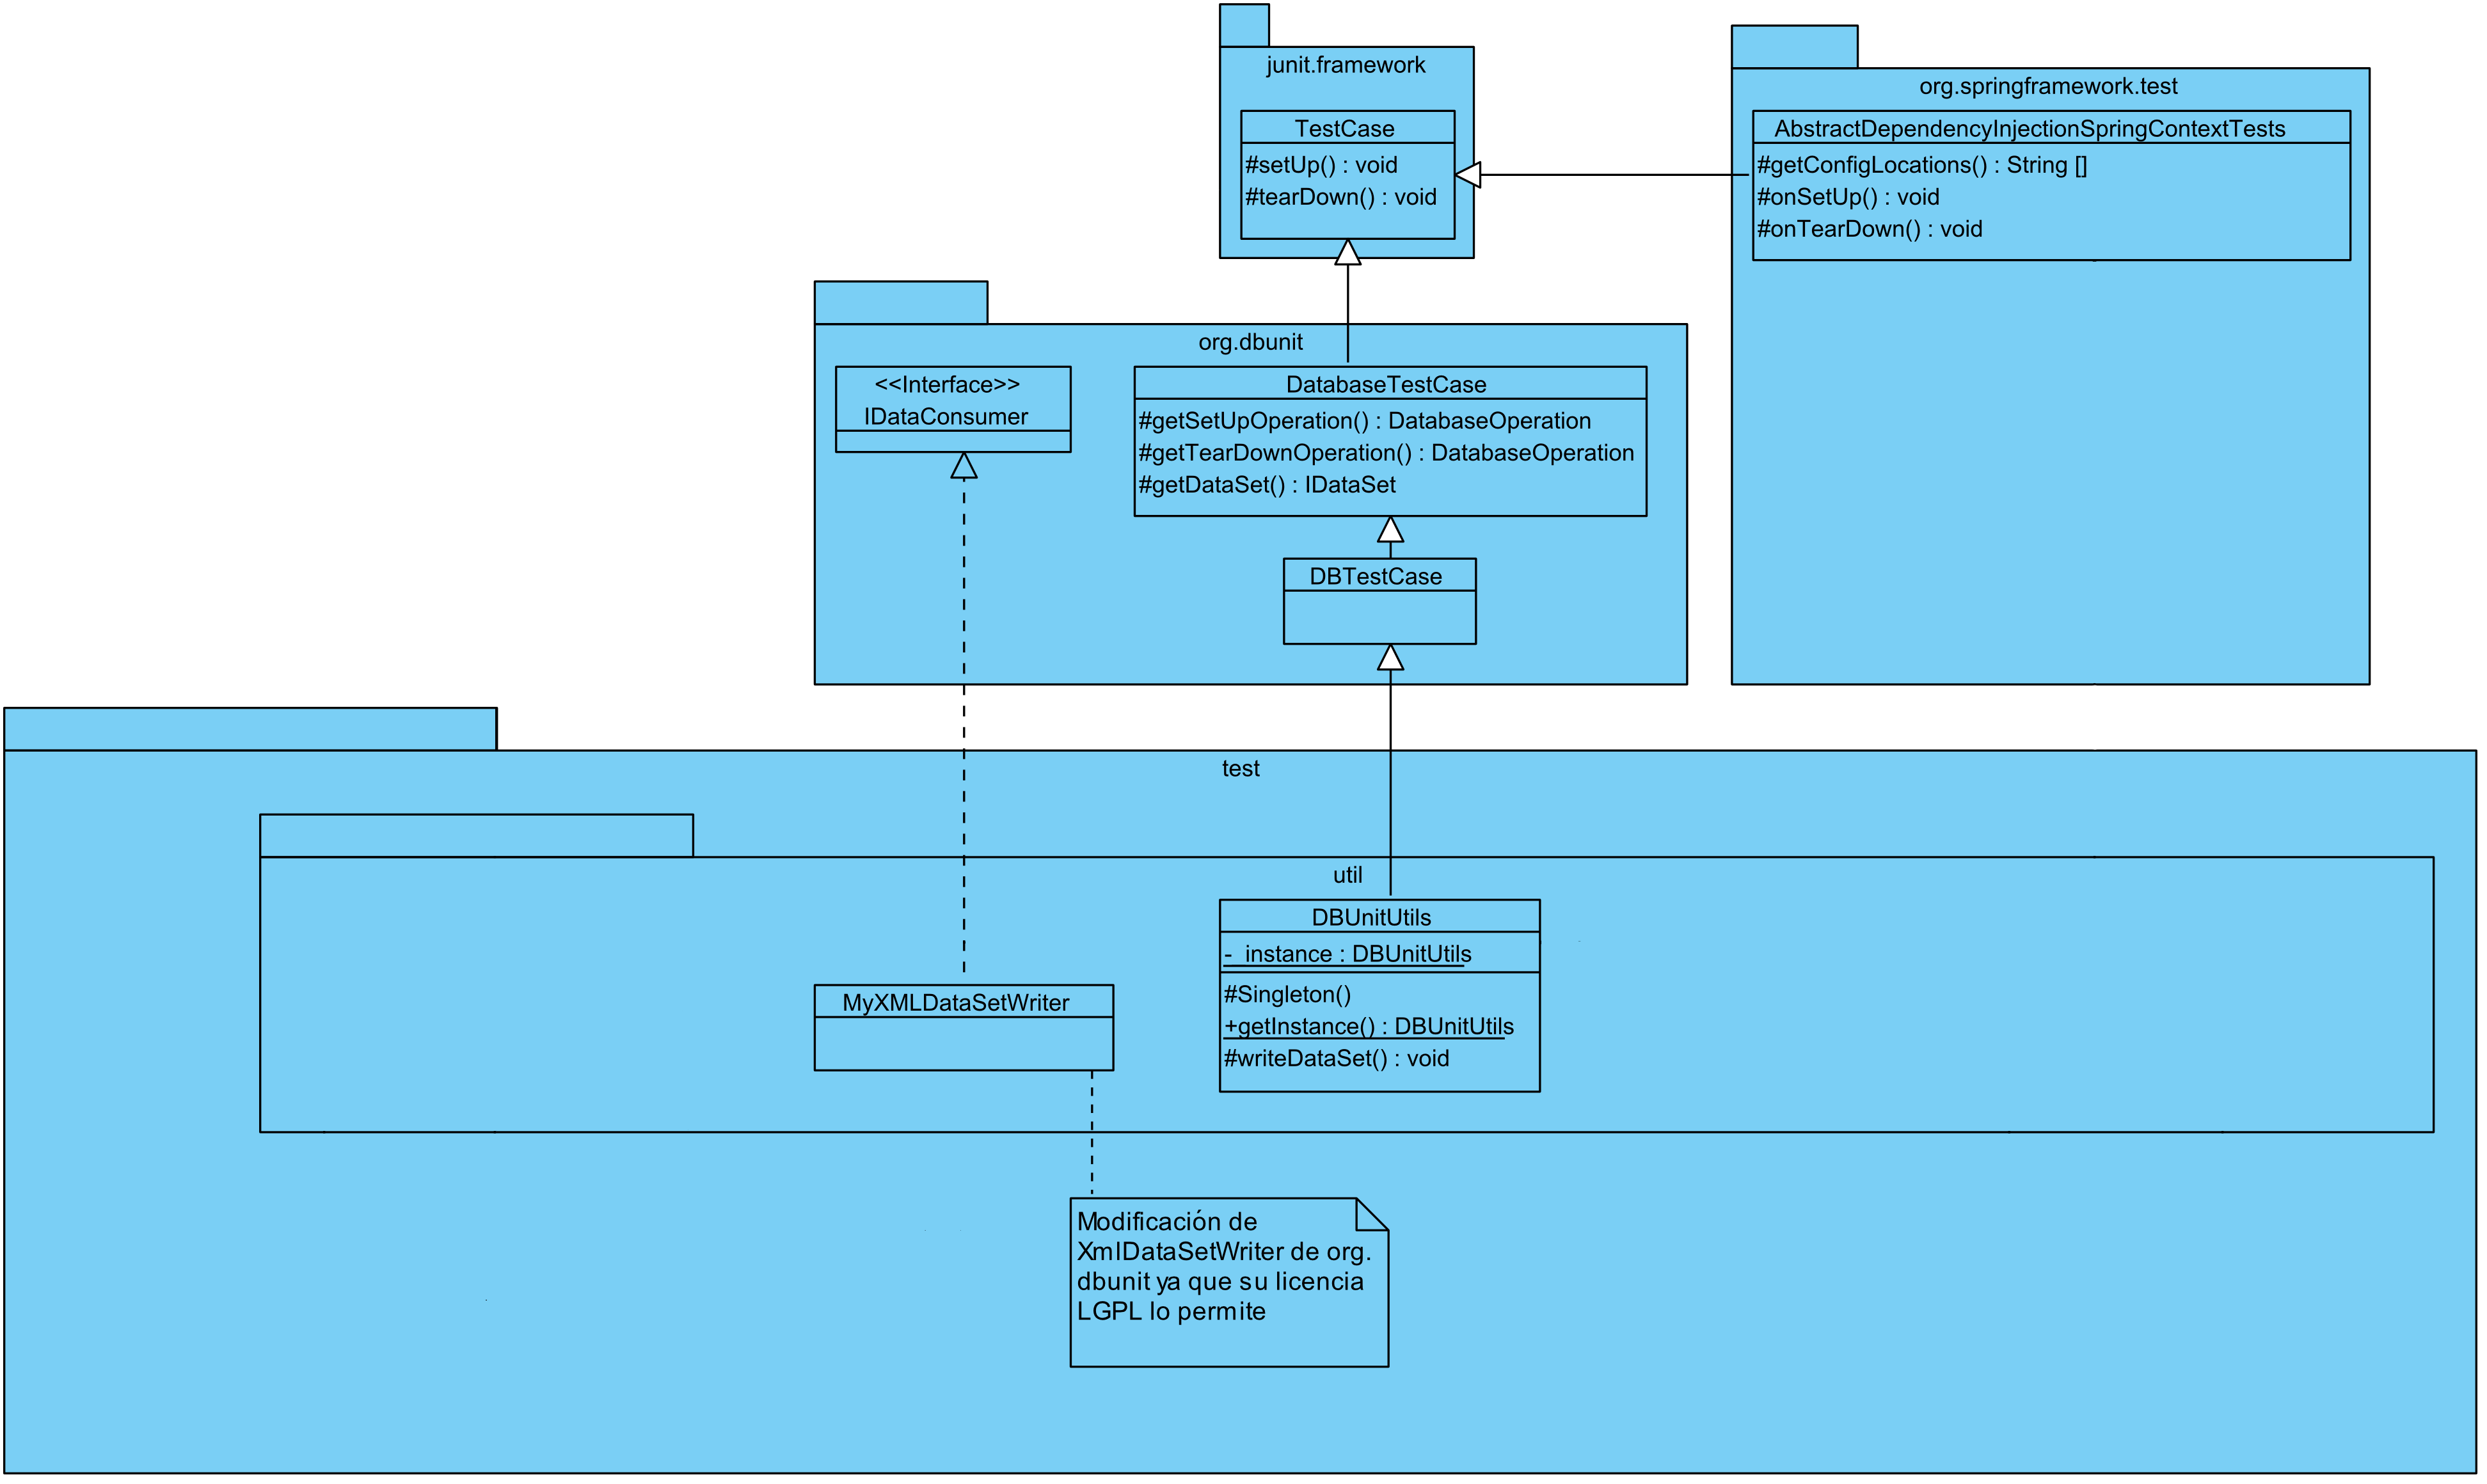 junit.framework
TestCase
#setUp() : void
#tearDown() : void
org.springframework.test
AbstractDependencyInjectionSpringContextTests
#getConfigLocations() : String []
#onSetUp() : void
#onTearDown() : void
org.dbunit
<<Interface>>
IDataConsumer
DatabaseTestCase
#getSetUpOperation() : DatabaseOperation
#getTearDownOperation() : DatabaseOperation
#getDataSet() : IDataSet
DBTestCase
test
util
DBUnitUtils
-_instance : DBUnitUtils
#Singleton()
+getInstance() : DBUnitUtils
#writeDataSet() : void
MyXMLDataSetWriter
Modificación de
XmlDataSetWriter de org.
dbunit ya que su licencia
LGPL lo permite